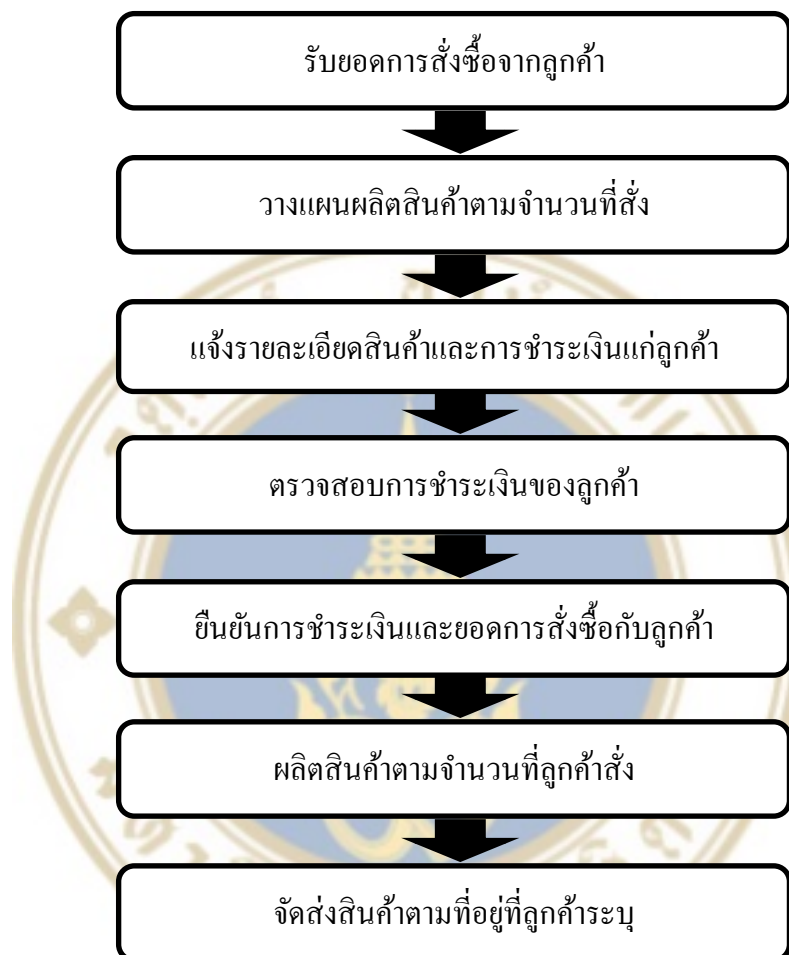 รับยอดการสั่งซื้อจากลูกค้า
วางแผนผลิตสินค้าตามจำนวนที่สั่ง
แจ้งรายละเอียดสินค้าและการชำระเงินแก่ลูกค้า
ตรวจสอบการชำระเงินของลูกค้า
ยืนยันการชำระเงินและยอดการสั่งซื้อกับลูกค้า
ผลิตสินค้าตามจำนวนที่ลูกค้าสั่ง
จัดส่งสินค้าตามที่อยู่ที่ลูกค้าระบุ